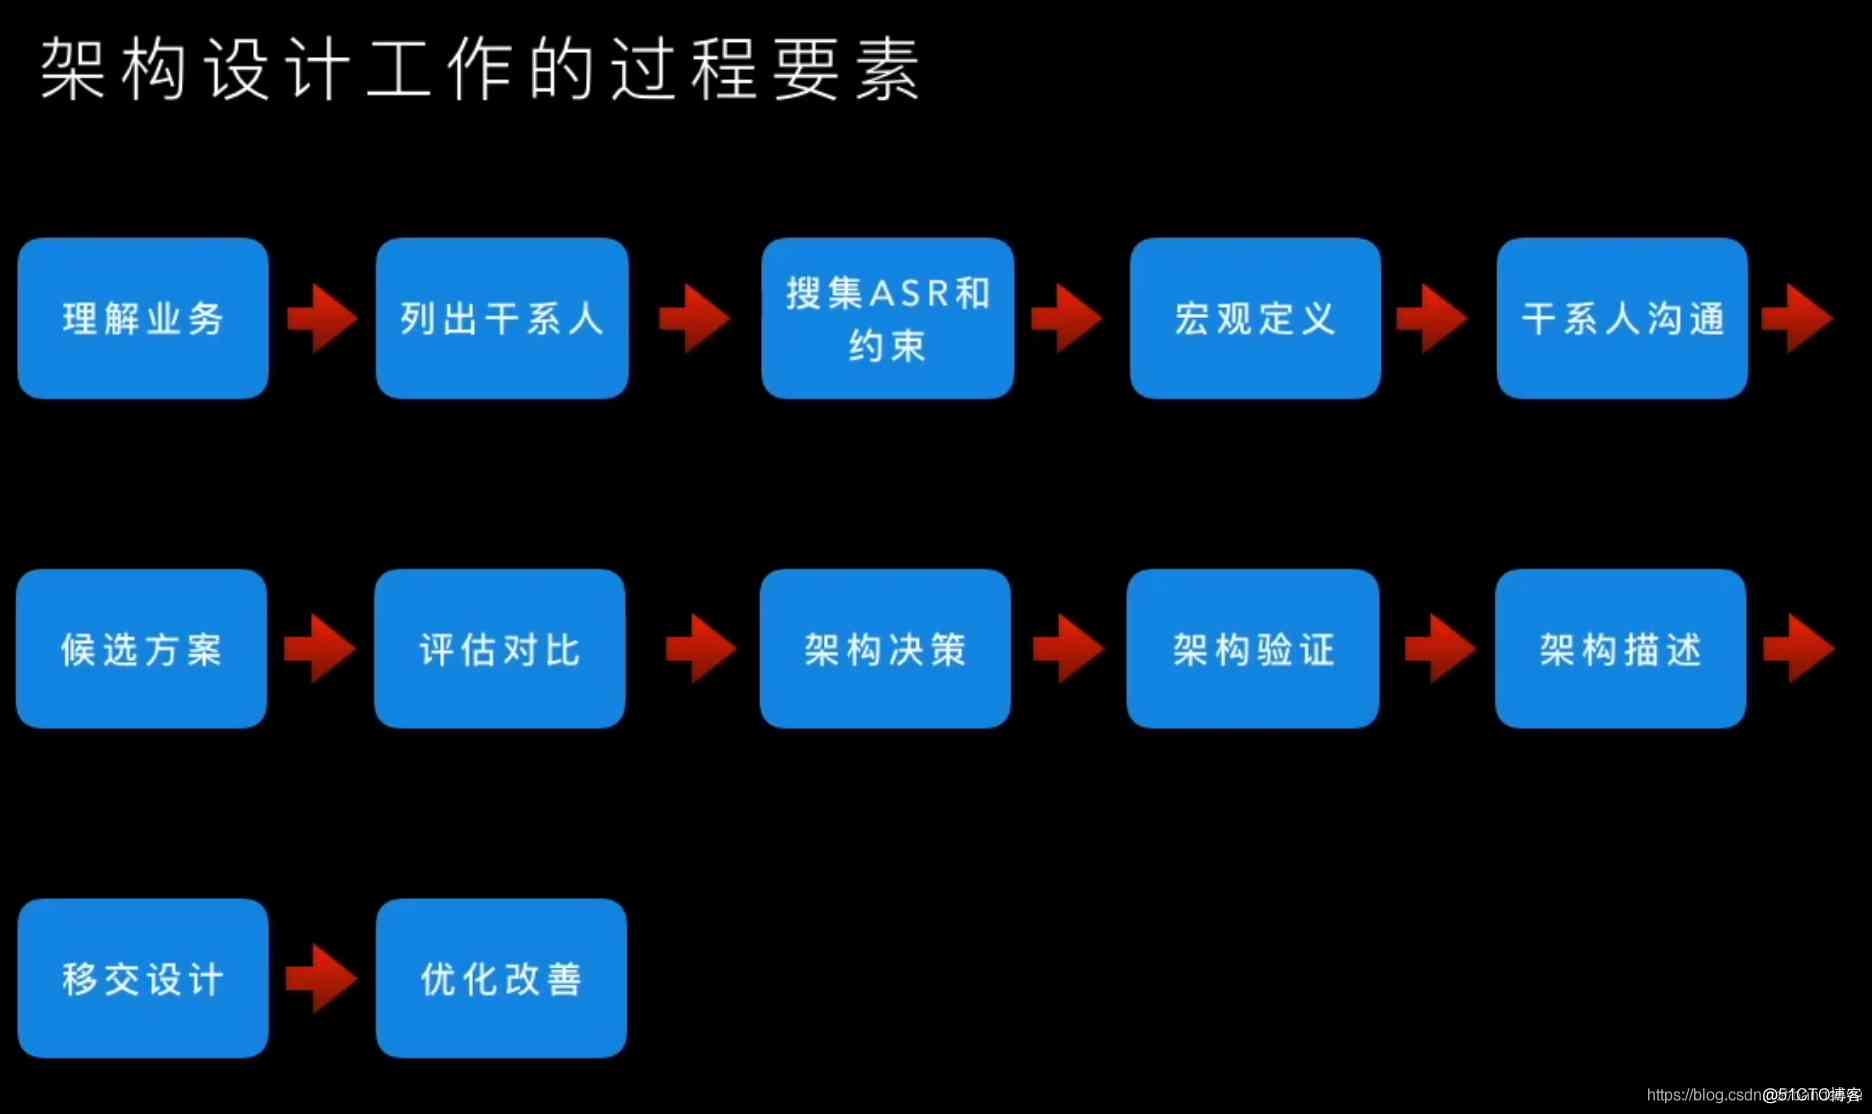 架构设计工作的过程要素
理解业务
列出干系人
搜集ASR和
约束
宏观定义
干系人沟通
候选方案
评估对比
架构决策
架构验证
架构描述
移交设计
优化改善
https://blog.csdn
@51CTO博客